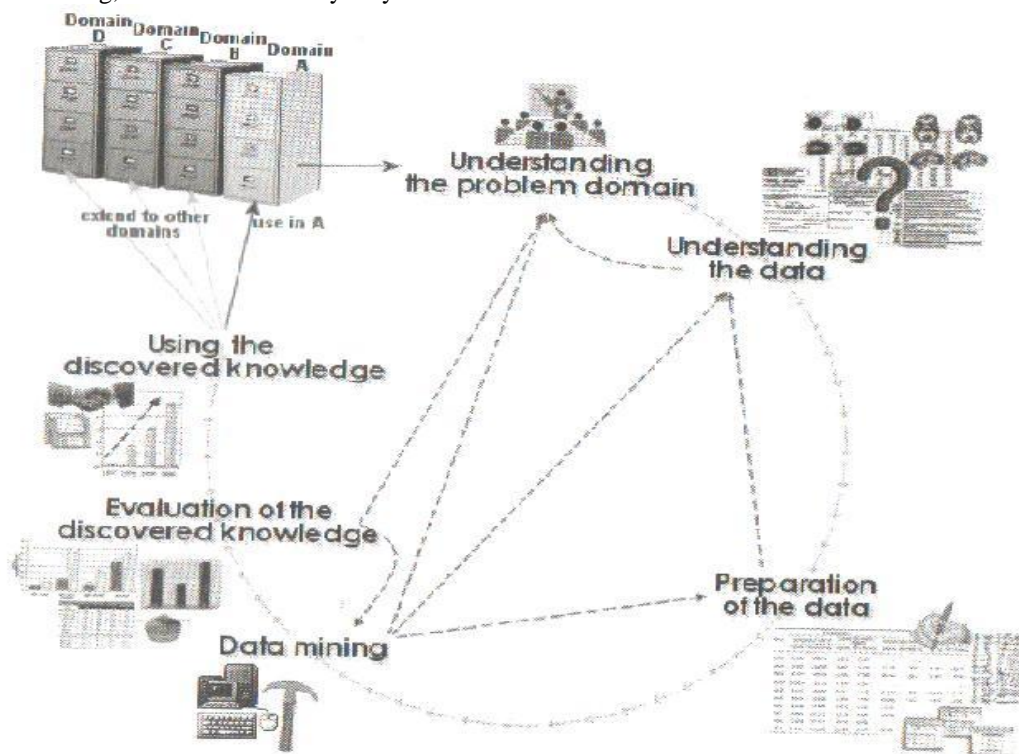 Domain D
Domain C
Domain B
Domain A
Understanding
the problem domain
extend to other
domains
use in A
Understanding
the data
Using the
discovered knowledge
Evaluation of the
discovered knowledge
Preparation
of the data
Data mining